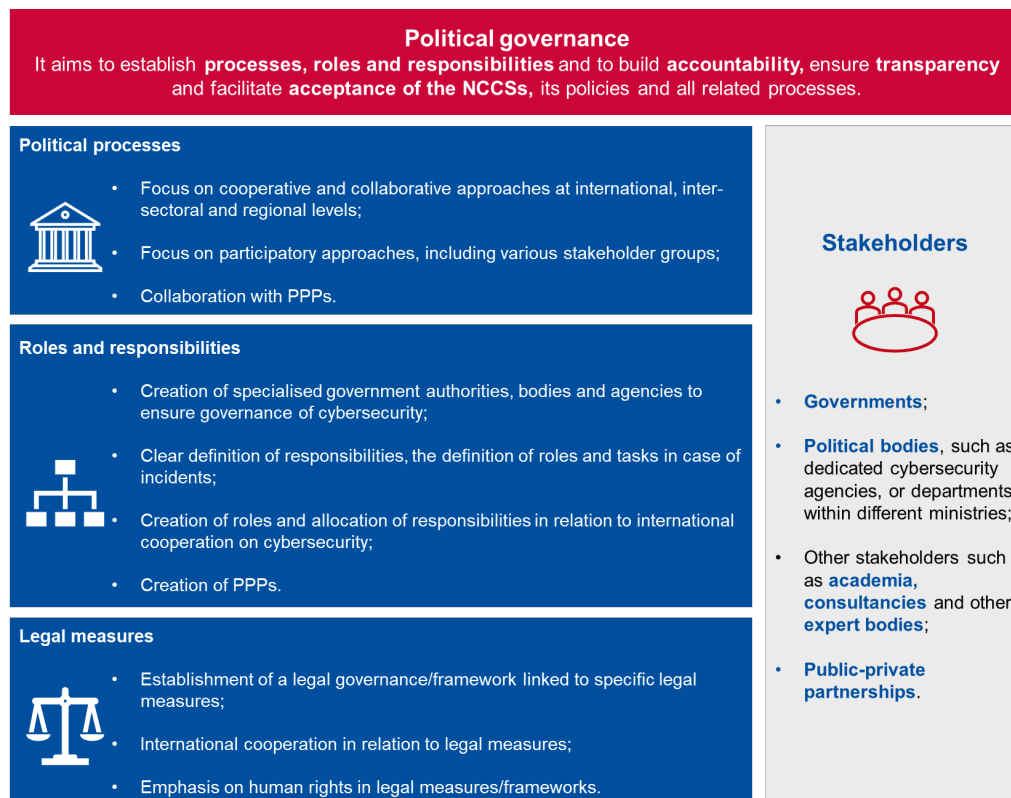 Political governance
It aims to establish processes, roles and responsibilities and to build accountability, ensure transparency
and facilitate acceptance of the NCCSs, its policies and all related processes.
Political processes
• Focus on cooperative and collaborative approaches at international, inter-
sectoral and regional levels;
• Focus on participatory approaches, including various stakeholder groups;
• Collaboration with PPPs.
Roles and responsibilities
• Creation of specialised government authorities, bodies and agencies to
ensure governance of cybersecurity;
• Clear definition of responsibilities, the definition of roles and tasks in case of
incidents;
• Creation of roles and allocation of responsibilities in relation to international
cooperation on cybersecurity;
• Creation of PPPs.
Legal measures
• Establishment of a legal governance/framework linked to specific legal
measures;
• International cooperation in relation to legal measures;
• Emphasis on human rights in legal measures/frameworks.
Stakeholders
• Governments;
• Political bodies, such as
dedicated cybersecurity
agencies, or departments
within different ministries;
• Other stakeholders such
as academia,
consultancies and other
expert bodies;
• Public-private
partnerships.